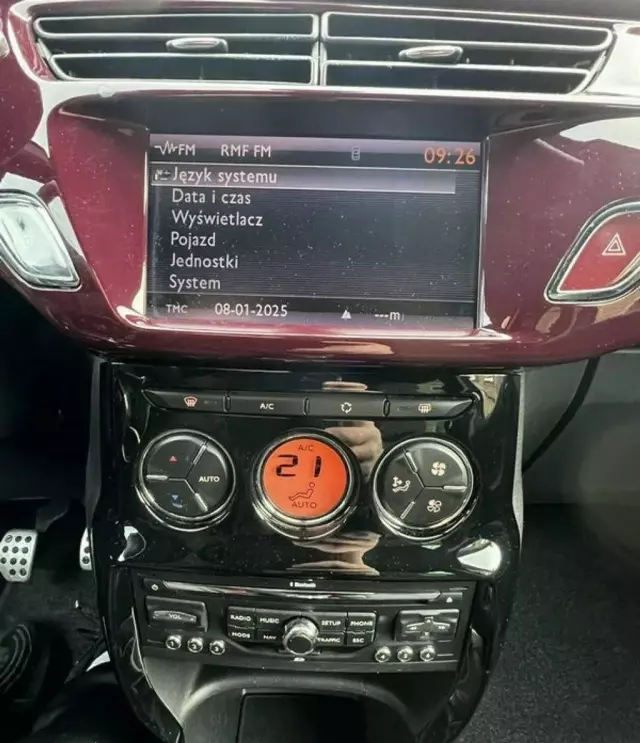 FM RMF FM 09:26
Język systemu
Data i czas
Wyświetlacz
Pojazd
Jednostki
System
TMC 08-01-2025 ---m
A/C
AUTO
A/C
21
AUTO
Bluetooth
VOL
RADIO MUSIC SETUP PHONE
MODE NAV TRAFFIC ESC